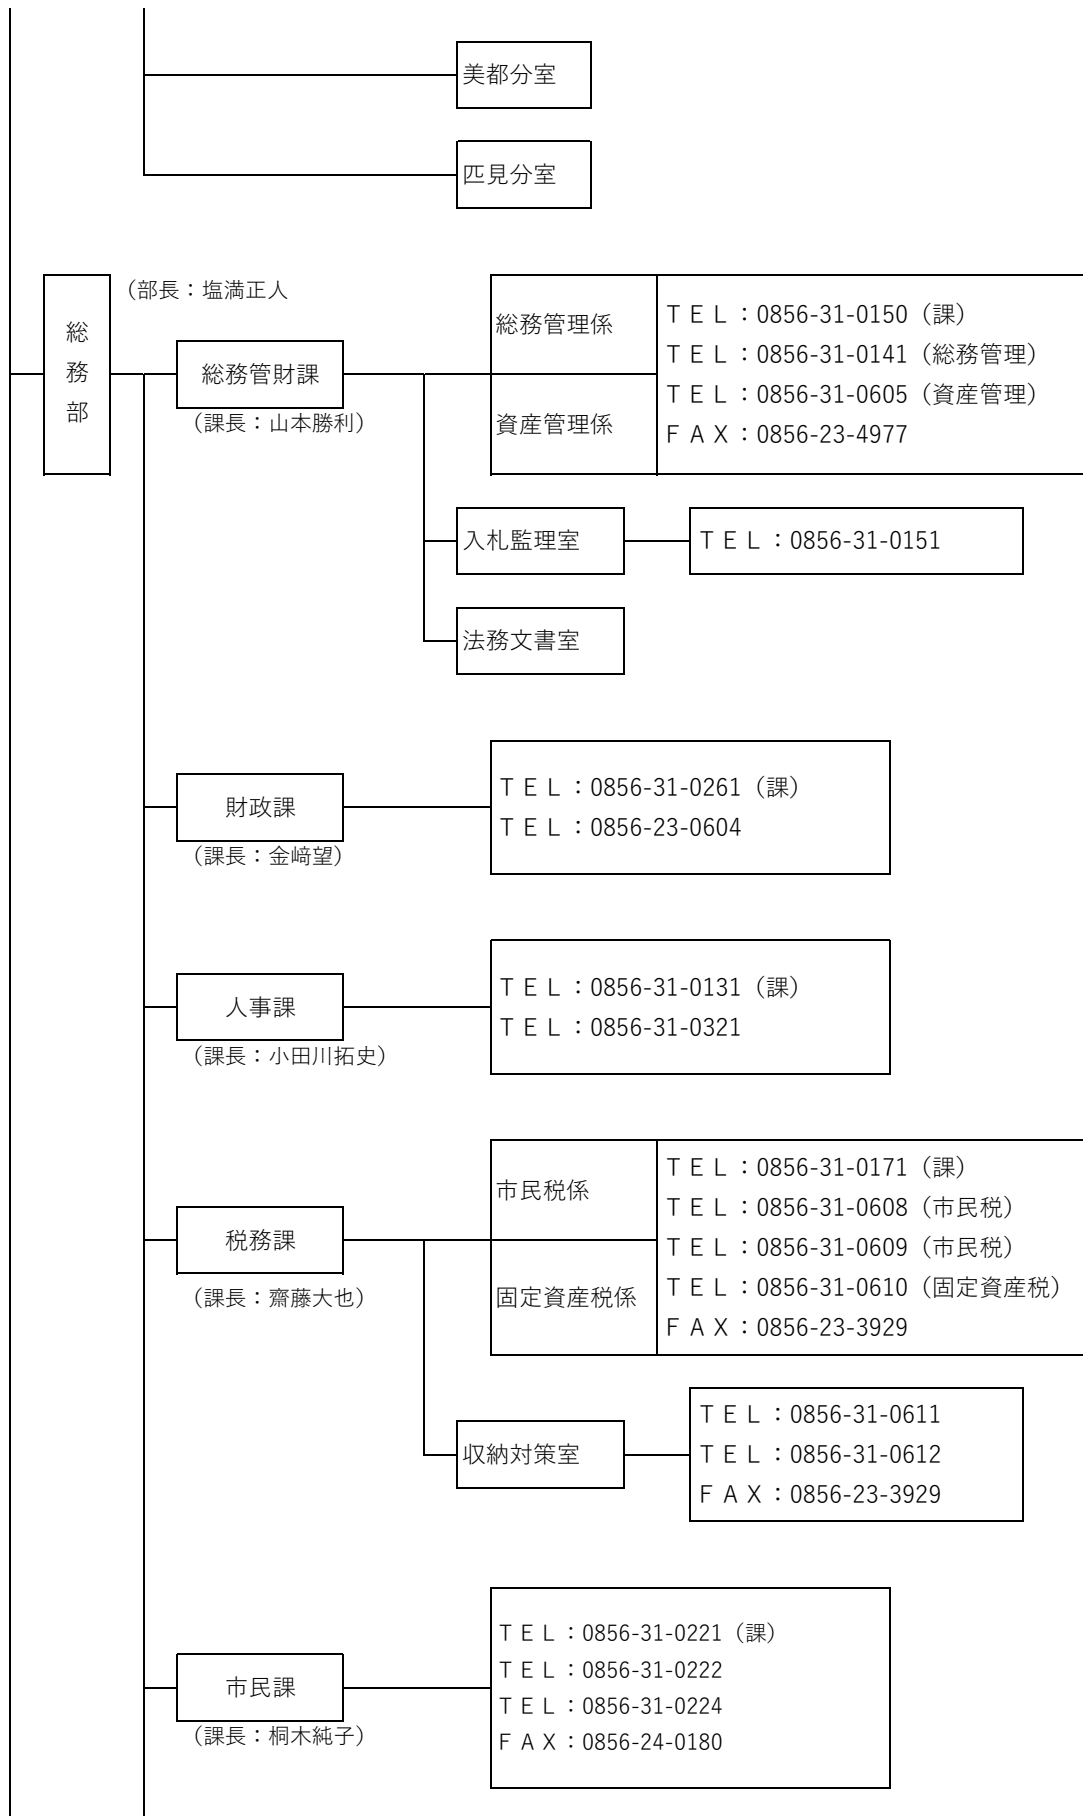 美都分室
匹見分室
総務部
（部長：塩満正人
総務管財課
（課長：山本勝利）
総務管理係
資産管理係
ＴＥＬ：0856-31-0150（課）
ＴＥＬ：0856-31-0141（総務管理）
ＴＥＬ：0856-31-0605（資産管理）
ＦＡＸ：0856-23-4977
入札監理室
ＴＥＬ：0856-31-0151
法務文書室
財政課
（課長：金﨑望）
ＴＥＬ：0856-31-0261（課）
ＴＥＬ：0856-23-0604
人事課
（課長：小田川拓史）
ＴＥＬ：0856-31-0131（課）
ＴＥＬ：0856-31-0321
税務課
（課長：齋藤大也）
市民税係
固定資産税係
ＴＥＬ：0856-31-0171（課）
ＴＥＬ：0856-31-0608（市民税）
ＴＥＬ：0856-31-0609（市民税）
ＴＥＬ：0856-31-0610（固定資産税）
ＦＡＸ：0856-23-3929
収納対策室
ＴＥＬ：0856-31-0611
ＴＥＬ：0856-31-0612
ＦＡＸ：0856-23-3929
市民課
（課長：桐木純子）
ＴＥＬ：0856-31-0221（課）
ＴＥＬ：0856-31-0222
ＴＥＬ：0856-31-0224
ＦＡＸ：0856-24-0180